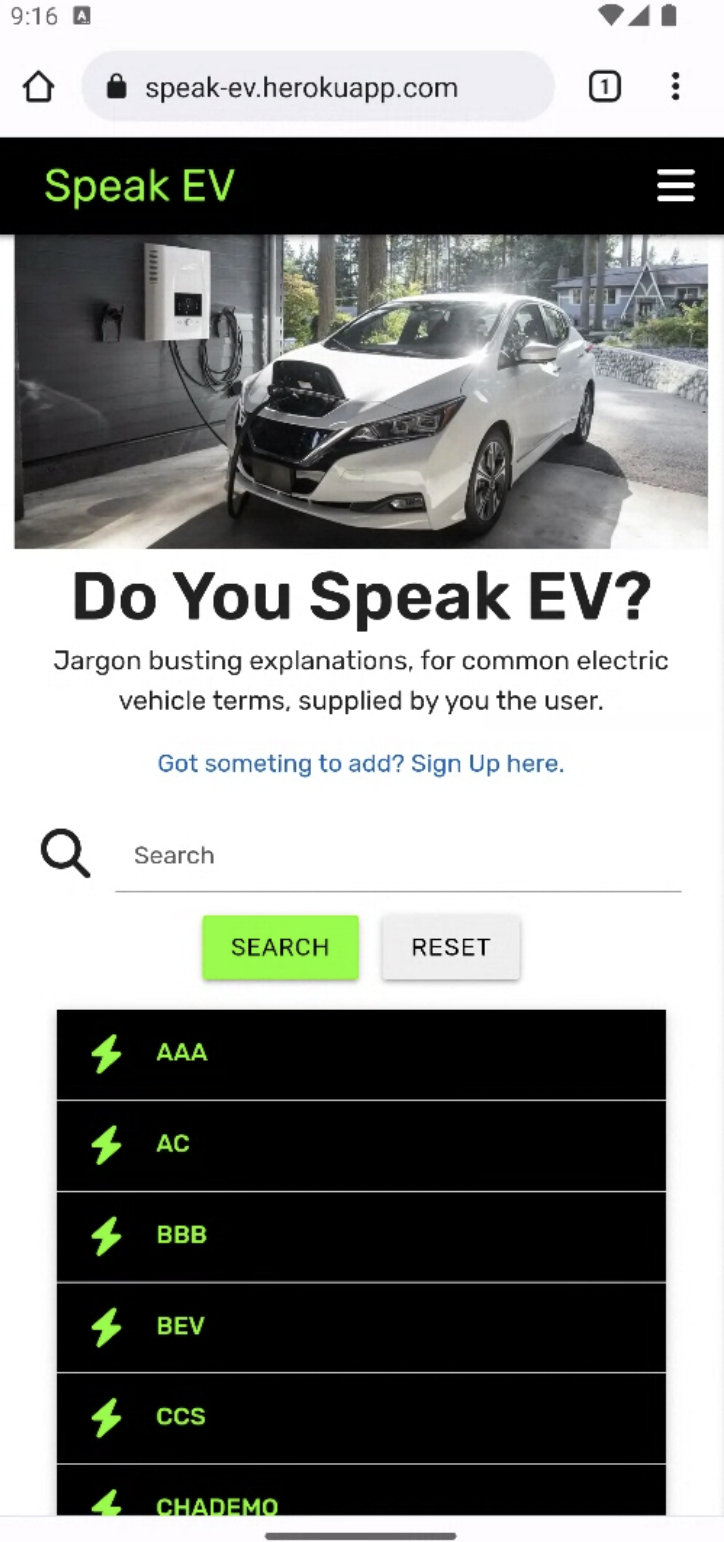 9:16 A
speak-ev.herokuapp.com 1
Speak EV
Do You Speak EV?
Jargon busting explanations, for common electric
vehicle terms, supplied by you the user.
Got someting to add? Sign Up here.
Search
SEARCH RESET
AAA
AC
BBB
BEV
CCS
CHADEMO